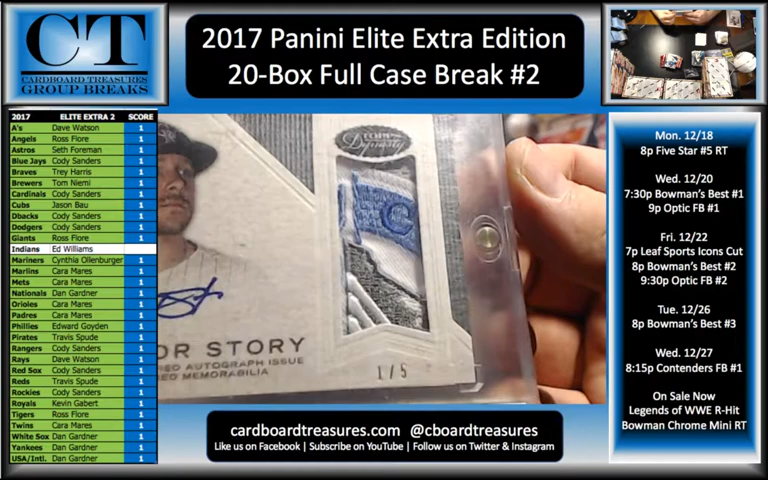 CT
CARDBOARD TREASURES
GROUP BREAKS
2017 Panini Elite Extra Edition
20-Box Full Case Break #2
2017 ELITE EXTRA 2 SCORE
A's Dave Watson 1
Angels Ross Flore 1
Astros Seth Foreman 1
Blue Jays Cody Sanders 1
Braves Trey Harris 1
Brewers Tom Niemi 1
Cardinals Cody Sanders 1
Cubs Jason Bau 1
Dbacks Cody Sanders 1
Dodgers Cody Sanders 1
Giants Ross Flore 1
Indians Ed Williams
Mariners Cynthia Ollenburger 1
Marlins Cara Mares 1
Mets Cara Mares 1
Nationals Dan Gardner 1
Orioles Cara Mares 1
Padres Cara Mares 1
Phillies Edward Goyden 1
Pirates Travis Spude 1
Rangers Cody Sanders 1
Rays Dave Watson 1
Red Sox Cody Sanders 1
Reds Travis Spude 1
Rockies Cody Sanders 1
Royals Kevin Gabert 1
Tigers Ross Flore 1
Twins Cara Mares 1
White Sox Dan Gardner 1
Yankees Dan Gardner 1
USA/Intl. Dan Gardner 1
TOPPS
Dynasty
C
OR STORY
IED AUTOGRAPH ISSUE
ED MEMORABILIA
1/5
Mon. 12/18
8p Five Star #5 RT
Wed. 12/20
7:30p Bowman's Best #1
9p Optic FB #1
Fri. 12/22
7p Leaf Sports Icons Cut
8p Bowman's Best #2
9:30p Optic FB #2
Tue. 12/26
8p Bowman's Best #3
Wed. 12/27
8:15p Contenders FB #1
On Sale Now
Legends of WWE R-Hit
Bowman Chrome Mini RT
cardboardtreasures.com @cboardtreasures
Like us on Facebook | Subscribe on YouTube | Follow us on Twitter & Instagram